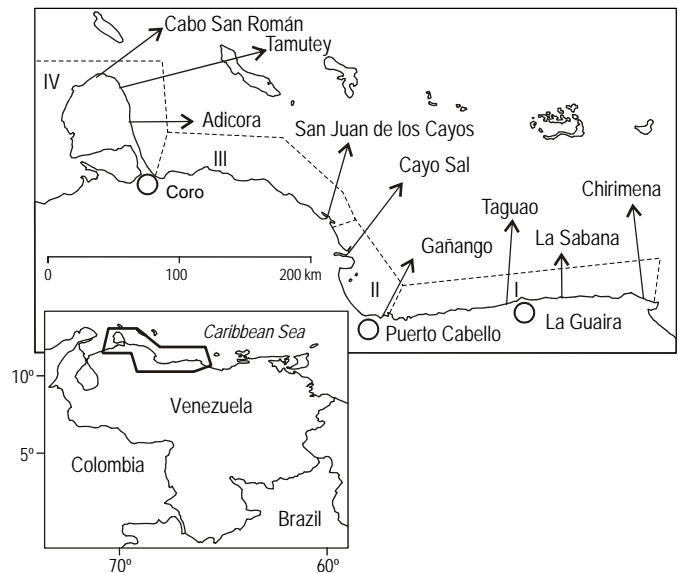 Cabo San Román
Tamutey
IV
Adicora
San Juan de los Cayos
III
Cayo Sal
Coro
Chirimena
Taguao
La Sabana
Gañango
0 100 200 km
II
I
La Guaira
Puerto Cabello
Caribbean Sea
10º
Venezuela
5º
Colombia
Brazil
70º 60º